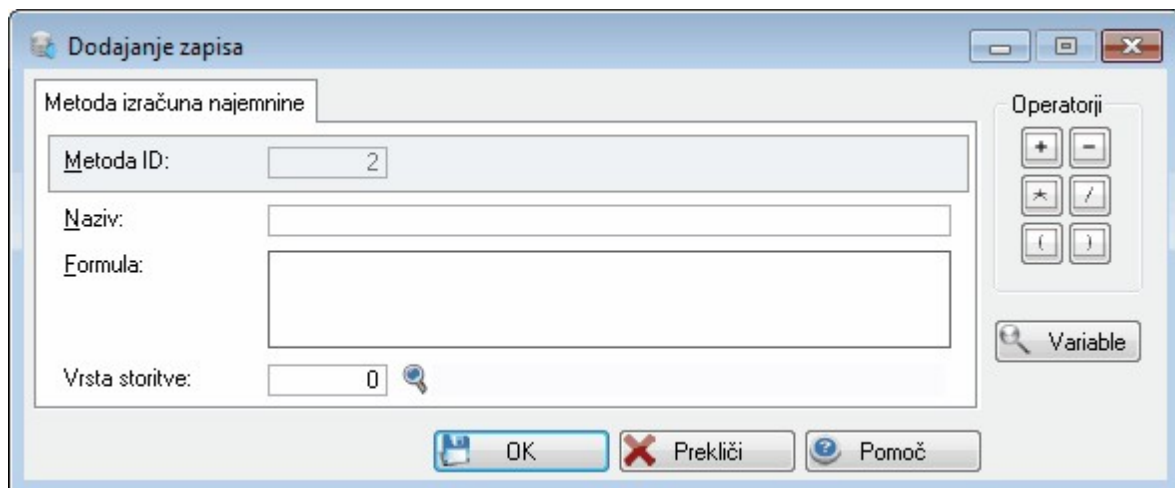 Dodajanje zapisa
Metoda izračuna najemnine
Operatorji
Metoda ID: 2
+ -
Naziv:
* /
Formula:
( )
Variable
Vrsta storitve: 0
OK Prekliči Pomoč